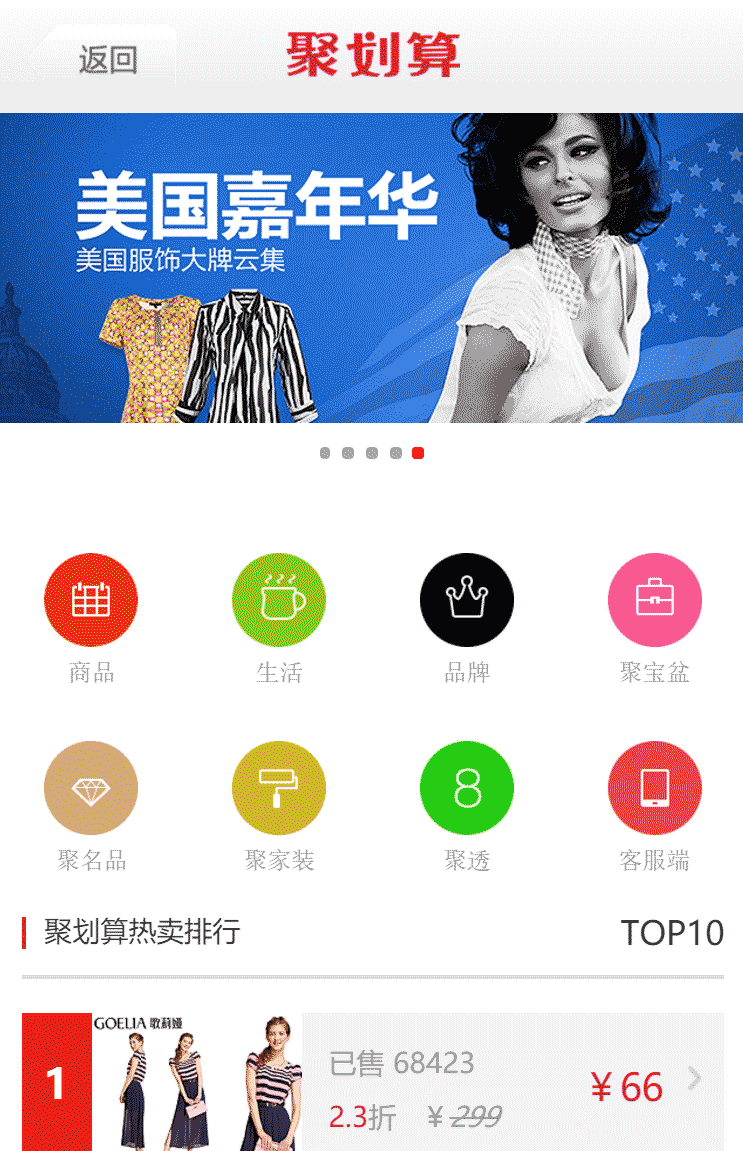 返回
聚划算
美国嘉年华
美国服饰大牌云集
商品
生活
品牌
聚宝盆
8
聚名品
聚家装
聚透
客服端
聚划算热卖排行
TOP10
1
GOELIA 歌莉娅
已售 68423
2.3折 ￥299
￥66